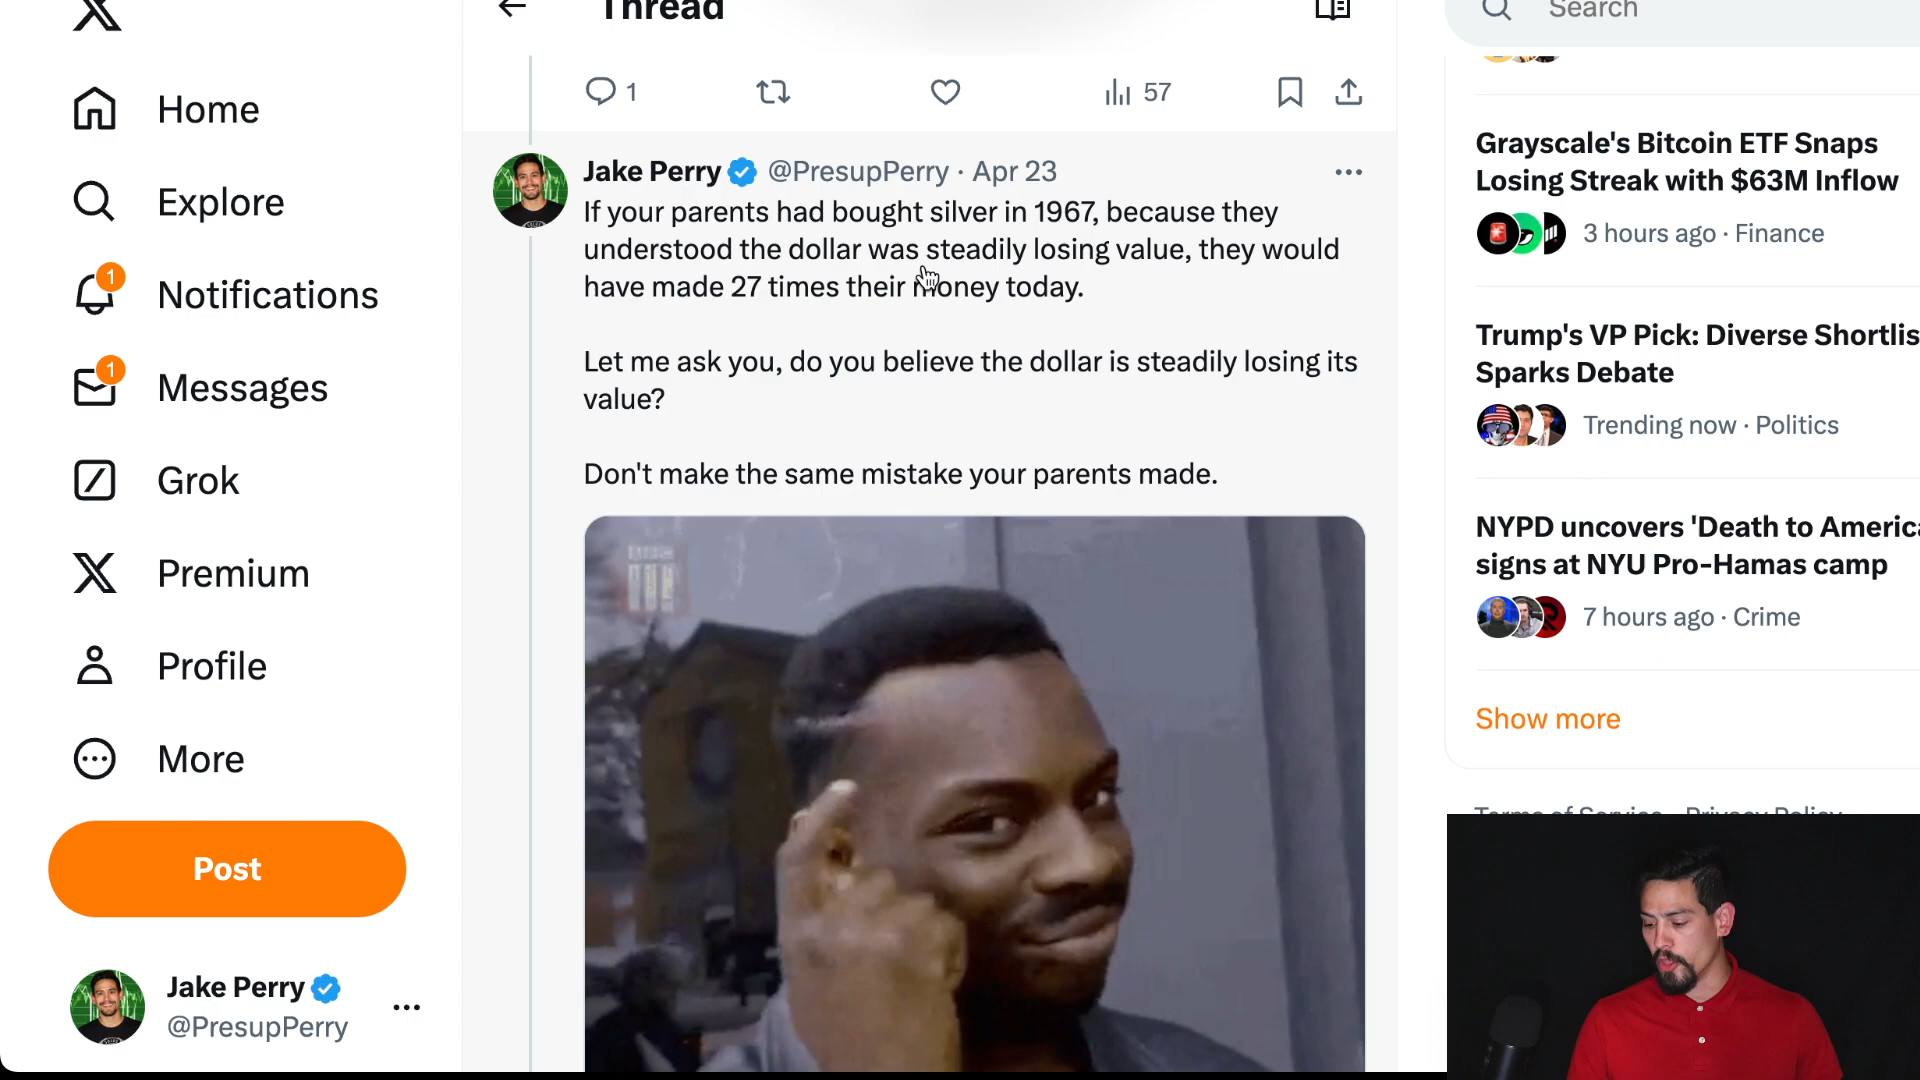 Thread
Search
Home
Explore
1
Notifications
1
Messages
Grok
Premium
Profile
More
Post
Jake Perry
@PresupPerry
1
57
Jake Perry @PresupPerry · Apr 23
If your parents had bought silver in 1967, because they
understood the dollar was steadily losing value, they would
have made 27 times their money today.
Let me ask you, do you believe the dollar is steadily losing its
value?
Don't make the same mistake your parents made.
Grayscale's Bitcoin ETF Snaps
Losing Streak with $63M Inflow
3 hours ago · Finance
Trump's VP Pick: Diverse Shortlis
Sparks Debate
Trending now · Politics
NYPD uncovers 'Death to America
signs at NYU Pro-Hamas camp
7 hours ago · Crime
Show more
Terms of Service Privacy Policy